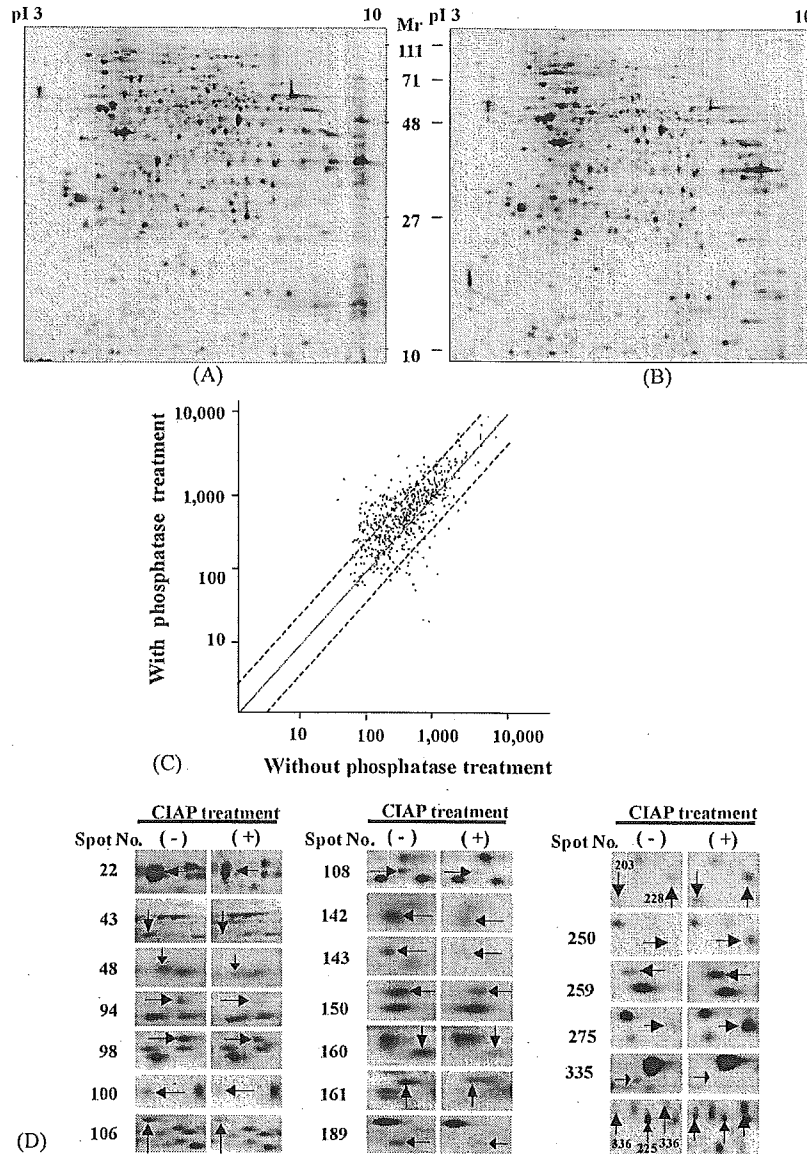 pI 3
10
Mr
pI 3
10
111
71
48
27
10
(A)
(B)
With phosphatase treatment
10,000
1,000
100
10
10
100
1,000
10,000
Without phosphatase treatment
(C)
CIAP treatment
Spot No. (-) (+)
22
43
48
94
98
100
106
CIAP treatment
Spot No. (-) (+)
108
142
143
150
160
161
189
CIAP treatment
(-) (+)
203
228
250
259
275
335
336
225
336
(D)